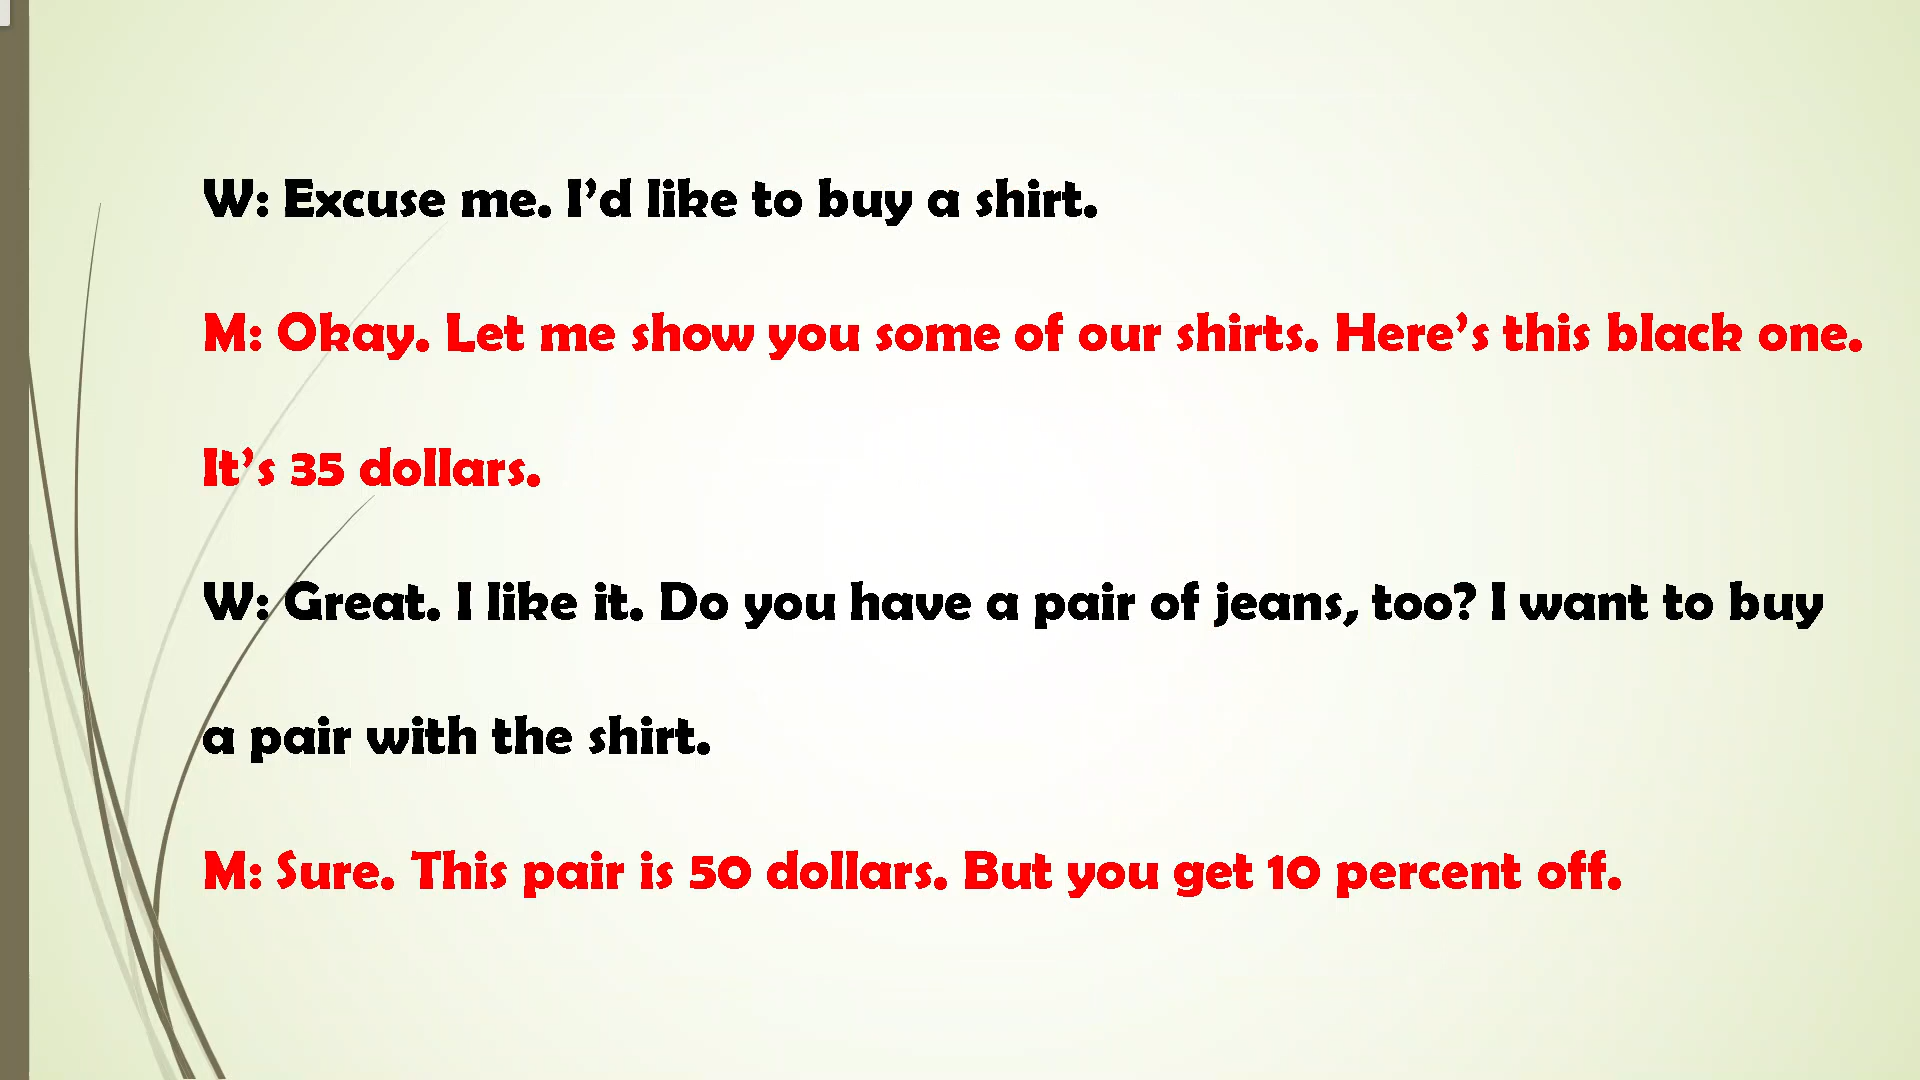 W: Excuse me. I’d like to buy a shirt.
M: Okay. Let me show you some of our shirts. Here’s this black one.
It’s 35 dollars.
W: Great. I like it. Do you have a pair of jeans, too? I want to buy
a pair with the shirt.
M: Sure. This pair is 50 dollars. But you get 10 percent off.